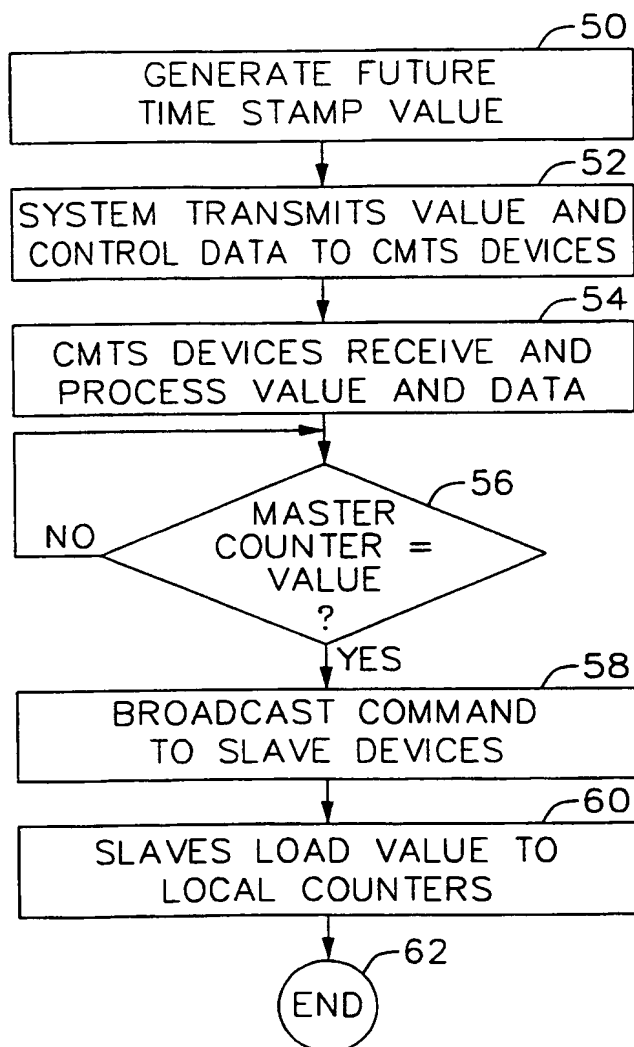 50
GENERATE FUTURE
TIME STAMP VALUE
52
SYSTEM TRANSMITS VALUE AND
CONTROL DATA TO CMTS DEVICES
54
CMTS DEVICES RECEIVE AND
PROCESS VALUE AND DATA
56
MASTER
COUNTER =
VALUE
?
NO
YES
58
BROADCAST COMMAND
TO SLAVE DEVICES
60
SLAVES LOAD VALUE TO
LOCAL COUNTERS
62
END